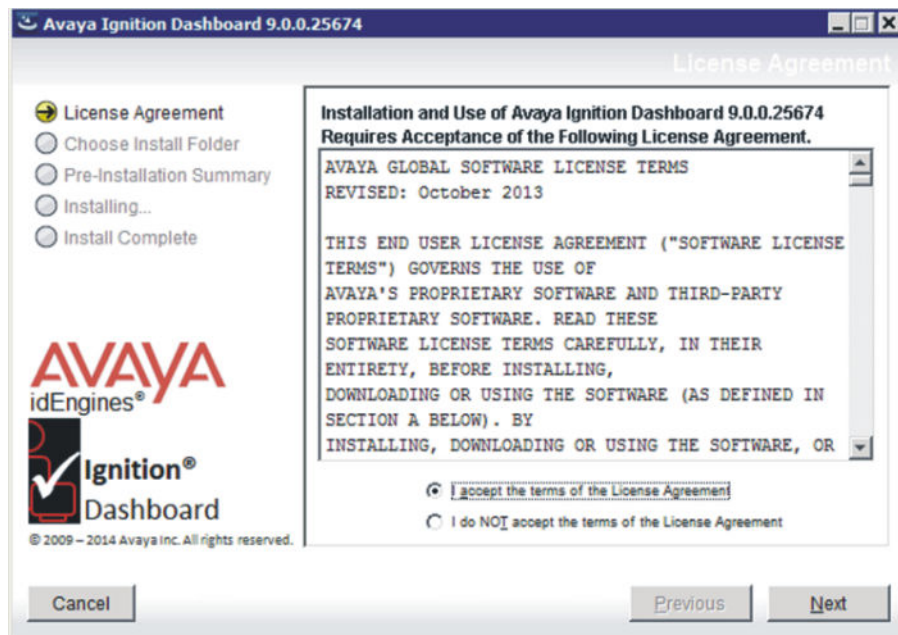 Avaya Ignition Dashboard 9.0.0.25674
License Agreement
License Agreement
Choose Install Folder
Pre-Installation Summary
Installing...
Install Complete
AVAYA
idEngines®
Ignition®
Dashboard
© 2009 – 2014 Avaya Inc. All rights reserved.
Installation and Use of Avaya Ignition Dashboard 9.0.0.25674
Requires Acceptance of the Following License Agreement.
AVAYA GLOBAL SOFTWARE LICENSE TERMS
REVISED: October 2013
THIS END USER LICENSE AGREEMENT ("SOFTWARE LICENSE
TERMS") GOVERNS THE USE OF
AVAYA'S PROPRIETARY SOFTWARE AND THIRD-PARTY
PROPRIETARY SOFTWARE. READ THESE
SOFTWARE LICENSE TERMS CAREFULLY, IN THEIR
ENTIRETY, BEFORE INSTALLING,
DOWNLOADING OR USING THE SOFTWARE (AS DEFINED IN
SECTION A BELOW). BY
INSTALLING, DOWNLOADING OR USING THE SOFTWARE, OR
I accept the terms of the License Agreement
I do NOT accept the terms of the License Agreement
Cancel
Previous
Next